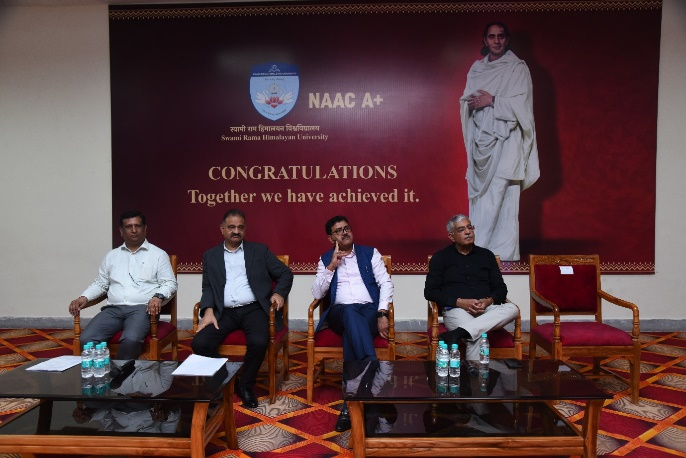 NAAC A+
स्वामी राम हिमालयन विश्वविद्यालय
Swami Rama Himalayan University
CONGRATULATIONS
Together we have achieved it.